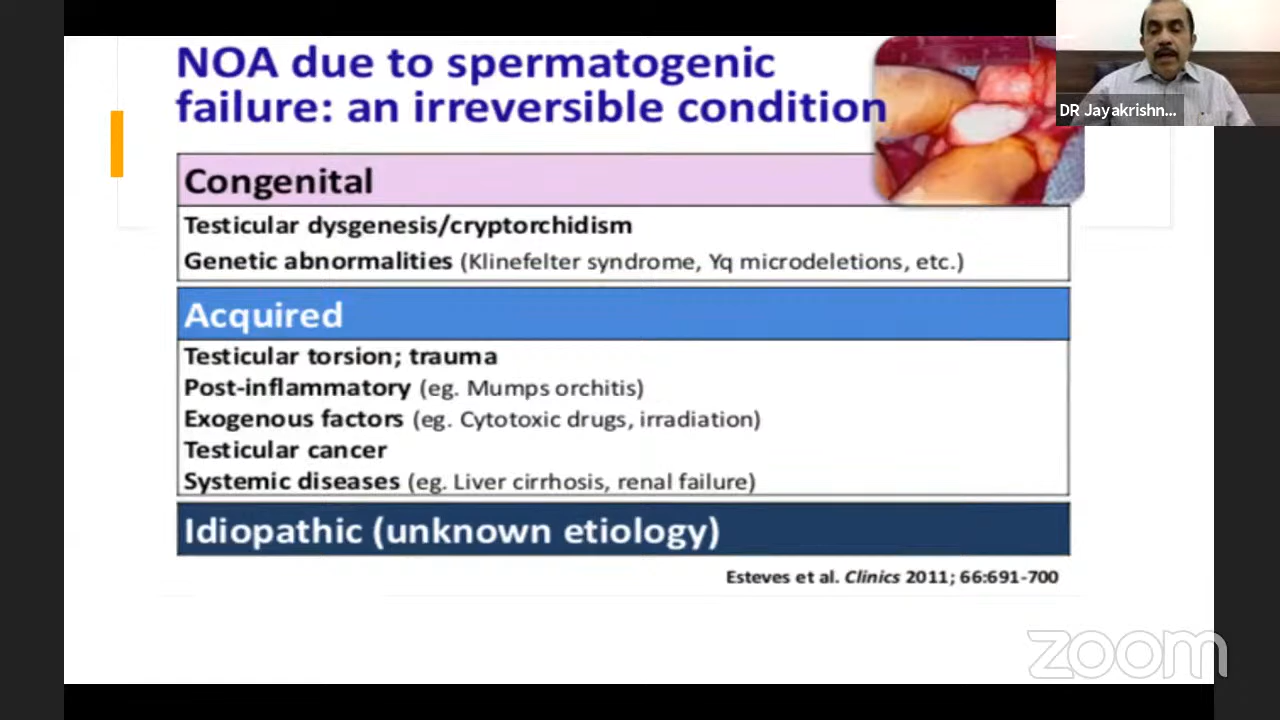 NOA due to spermatogenic
failure: an irreversible condition
DR Jayakrishn...
Congenital
Testicular dysgenesis/cryptorchidism
Genetic abnormalities (Klinefelter syndrome, Yq microdeletions, etc.)
Acquired
Testicular torsion; trauma
Post-inflammatory (eg. Mumps orchitis)
Exogenous factors (eg. Cytotoxic drugs, irradiation)
Testicular cancer
Systemic diseases (eg. Liver cirrhosis, renal failure)
Idiopathic (unknown etiology)
Esteves et al. Clinics 2011; 66:691-700
zoom